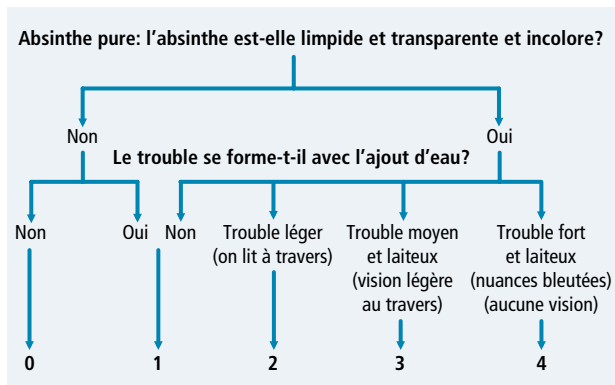 Absinthe pure: l’absinthe est-elle limpide et transparente et incolore?
Non
Oui
Le trouble se forme-t-il avec l’ajout d’eau?
Non
Oui
Non
Trouble léger
(on lit à travers)
Trouble moyen
et laiteux
(vision légère
au travers)
Trouble fort
et laiteux
(nuances bleutées)
(aucune vision)
0
1
2
3
4